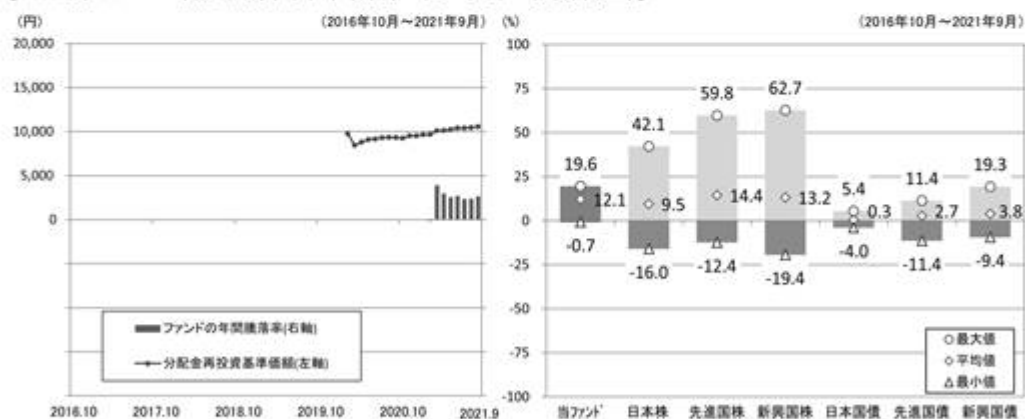 (円)
(2016年10月～2021年9月)
20,000
15,000
10,000
5,000
0
ファンドの年間騰落率(右軸)
分配金再投資基準価額(左軸)
2016.10 2017.10 2018.10 2019.10 2020.10 2021.9
(%)
(2016年10月～2021年9月)
100
75
50
25
0
-25
-50
-75
-100
19.6 42.1 59.8 62.7 5.4 11.4 19.3
12.1 9.5 14.4 13.2 0.3 2.7 3.8
-0.7 -16.0 -12.4 -19.4 -4.0 -11.4 -9.4
最大値
平均値
最小値
当ファンド 日本株 先進国株 新興国株 日本国債 先進国債 新興国債